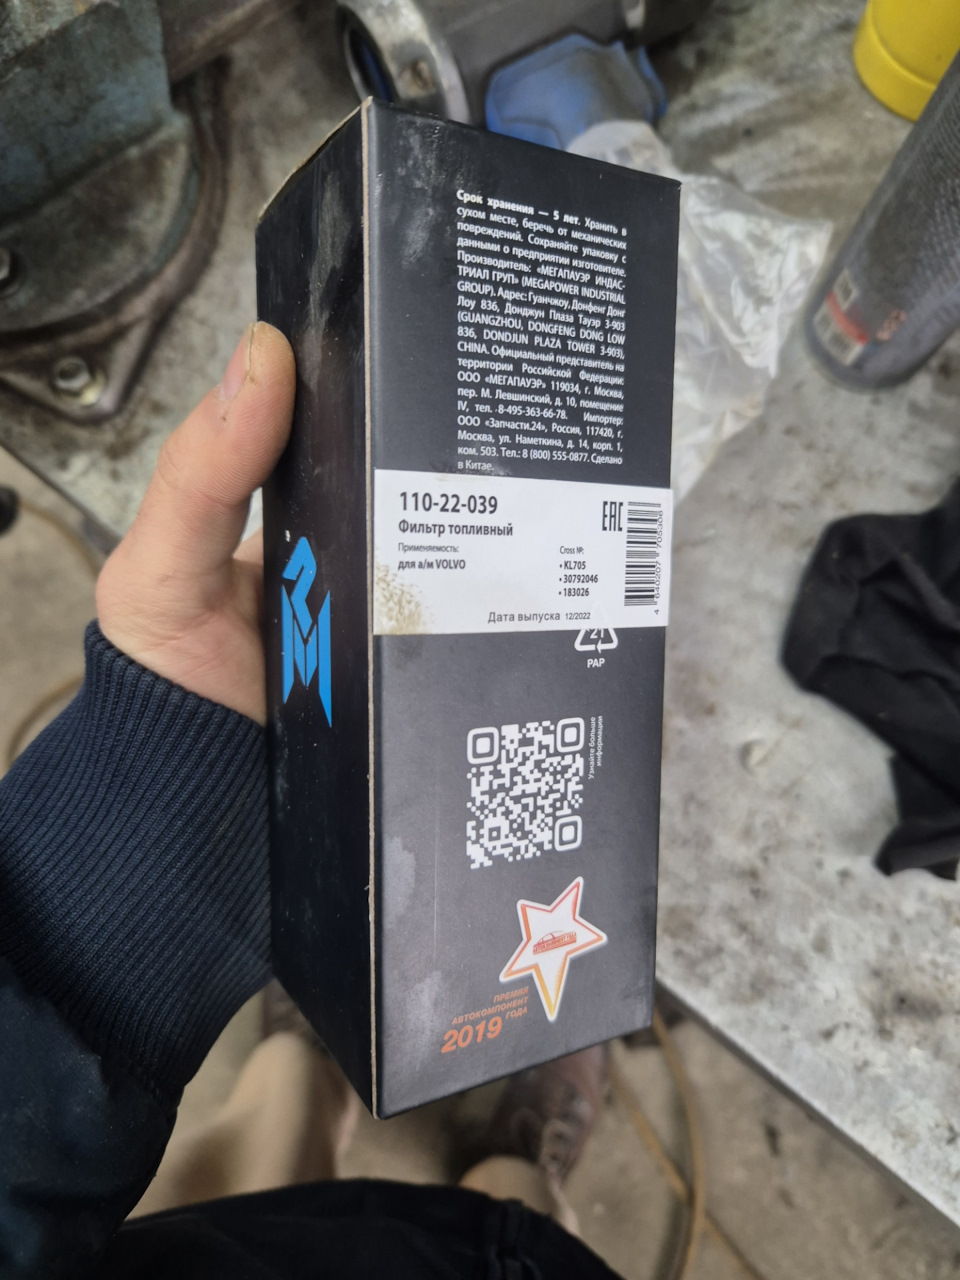 Срок хранения — 5 лет. Хранить в
сухом месте, беречь от механических
повреждений. Сохраняйте упаковку с
данными о предприятии изготовителе.
Производитель: «МЕГАПАУЭР ИНДАС-
ТРИАЛ ГРУП» (MEGAPOWER INDUSTRIAL
GROUP), Адрес: Гуанчжоу, Донфенг Донг
Лоу 836, Донджун Плаза Тауэр 3-903
(GUANGZHOU, DONGFENG DONG LOW
836, DONDJUN PLAZA TOWER 3-903),
CHINA. Официальный представитель на
территории Российской Федерации:
ООО «МЕГАПАУЭР» 119034, г. Москва,
пер. М. Левшинский, д. 10, помещение
IV, тел. 8-495-363-66-78. Импортер:
ООО «Запчасти.24», Россия, 117420, г.
Москва, ул. Наметкина, д. 14, корп. 1,
ком. 503. Тел.: 8 (800) 555-0877. Сделано
в Китае.
110-22-039
Фильтр топливный
Применяемость:
для а/м VOLVO
EAC
Cross №:
• KL705
• 30792046
• 183026
4 640207 705306
Дата выпуска 12/2022
21
PAP
Узнайте больше
информации
ПРЕМИЯ
АВТОКОМПОНЕНТ
ГОДА
2019